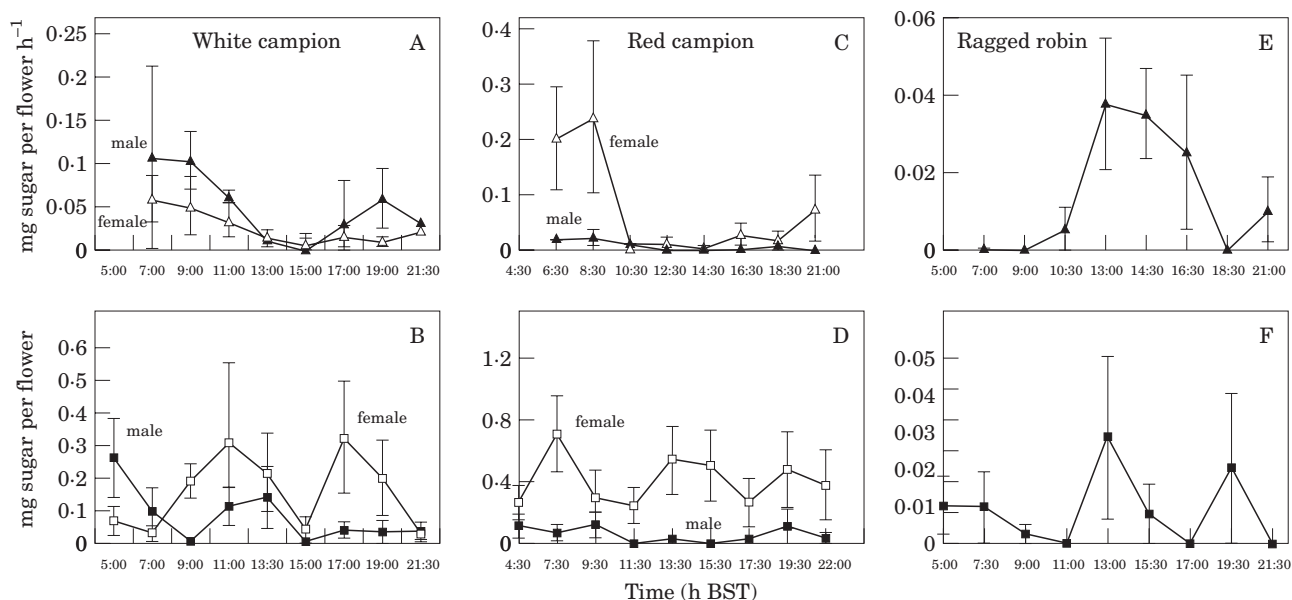 mg sugar per flower h⁻¹
White campion
A
0·25
0·2
0·15
0·1
0·05
0
male
female
5:00 7:00 9:00 11:00 13:00 15:00 17:00 19:00 21:30
Red campion
C
0·4
0·3
0·2
0·1
0
female
male
4:30 6:30 8:30 10:30 12:30 14:30 16:30 18:30 21:00
Ragged robin
E
0·06
0·04
0·02
0
5:00 7:00 9:00 10:30 13:00 14:30 16:30 18:30 21:00
mg sugar per flower
B
0·6
0·5
0·4
0·3
0·2
0·1
0
male
female
5:00 7:00 9:00 11:00 13:30 15:00 17:00 19:00 21:30
D
1·2
0·8
0·4
0
female
male
4:30 7:30 9:30 11:30 13:30 15:30 17:30 19:30 22:00
F
0·05
0·04
0·03
0·02
0·01
0
5:00 7:30 9:00 11:00 13:00 15:30 17:00 19:30 21:30
Time (h BST)